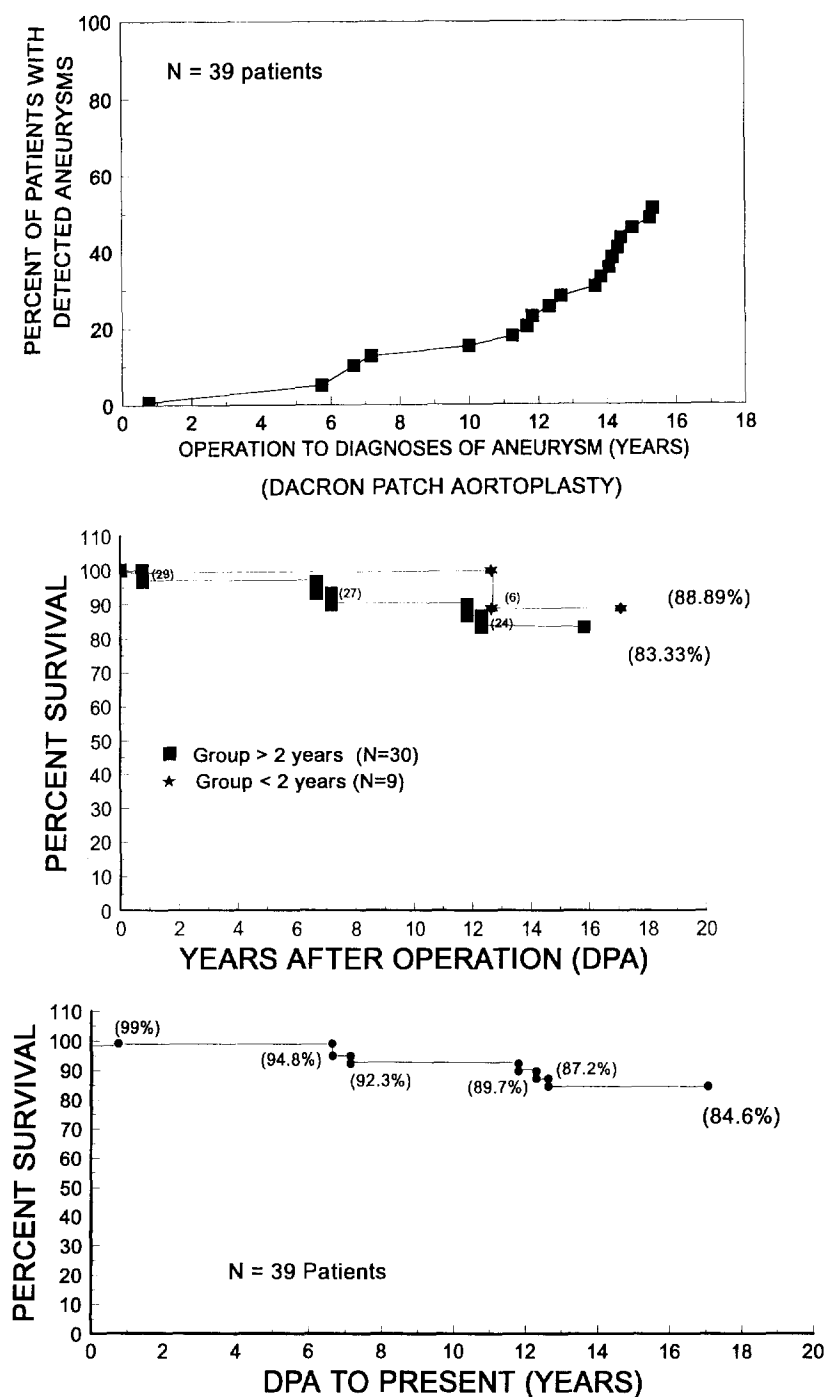 100
80
60
40
20
0
PERCENT OF PATIENTS WITH
DETECTED ANEURYSMS
N = 39 patients
0 2 4 6 8 10 12 14 16 18
OPERATION TO DIAGNOSES OF ANEURYSM (YEARS)
(DACRON PATCH AORTOPLASTY)
110
100
90
80
70
60
50
40
30
20
10
0
PERCENT SURVIVAL
(29)
(27)
(6)
(24)
(88.89%)
(83.33%)
Group > 2 years (N=30)
Group < 2 years (N=9)
0 2 4 6 8 10 12 14 16 18 20
YEARS AFTER OPERATION (DPA)
110
100
90
80
70
60
50
40
30
20
10
0
PERCENT SURVIVAL
(99%)
(94.8%)
(92.3%)
(89.7%)
(87.2%)
(84.6%)
N = 39 Patients
0 2 4 6 8 10 12 14 16 18 20
DPA TO PRESENT (YEARS)